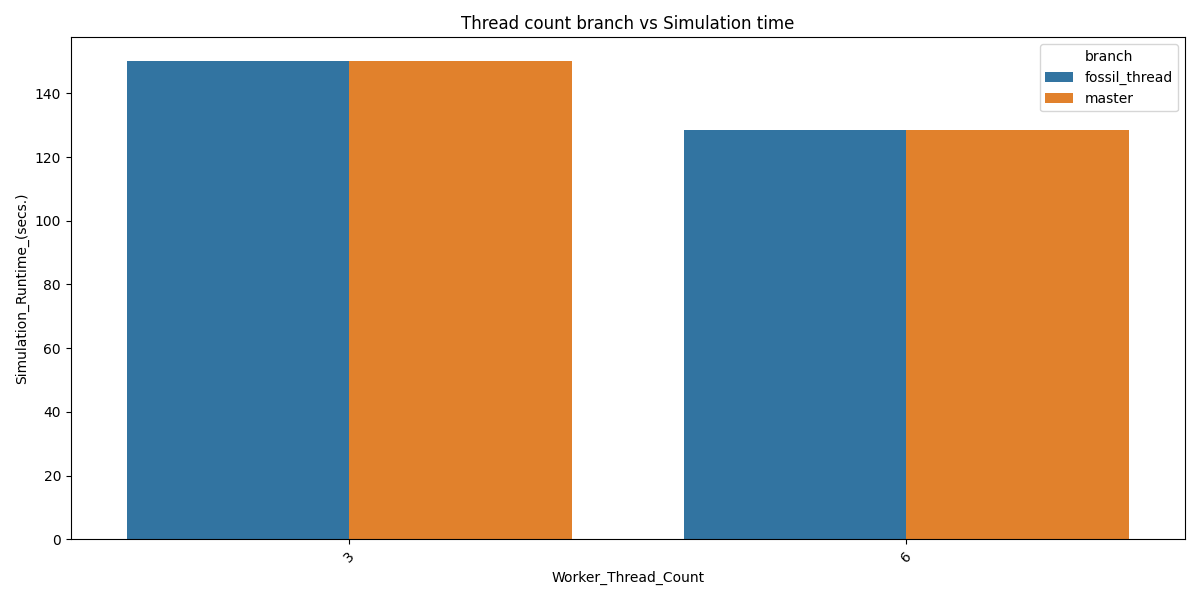 Thread count branch vs Simulation time
branch
fossil_thread
master
Simulation_Runtime_(secs.)
140
120
100
80
60
40
20
0
3
6
Worker_Thread_Count